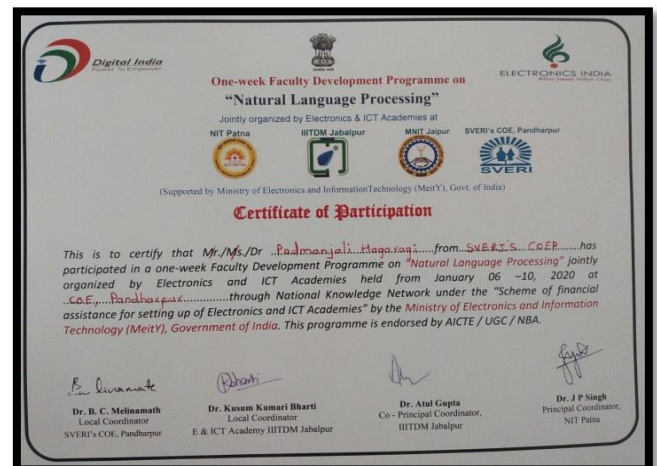 Digital India
Power To Empower
ELECTRONICS INDIA
One-week Faculty Development Programme on
“Natural Language Processing”
Jointly organized by Electronics & ICT Academies at
NIT Patna
IIITDM Jabalpur
MNIT Jaipur
SVERI's COE, Pandharpur
SVERI
(Supported by Ministry of Electronics and InformationTechnology (MeitY), Govt. of India)
Certificate of Participation
This is to certify that Mr./Ms./Dr ..Padmanjali Hagaragi.....from..SVERI'S COEP........has
participated in a one-week Faculty Development Programme on "Natural Language Processing" jointly
organized by Electronics and ICT Academies held from January 06 –10, 2020 at
..COE,...Pandharpur..............through National Knowledge Network under the "Scheme of financial
assistance for setting up of Electronics and ICT Academies" by the Ministry of Electronics and Information
Technology (MeitY), Government of India. This programme is endorsed by AICTE / UGC / NBA.
Dr. B. C. Melinamath
Local Coordinator
SVERI's COE, Pandharpur
Dr. Kusum Kumari Bharti
Local Coordinator
E & ICT Academy IIITDM Jabalpur
Dr. Atul Gupta
Co - Principal Coordinator,
IIITDM Jabalpur
Dr. J P Singh
Principal Coordinator,
NIT Patna